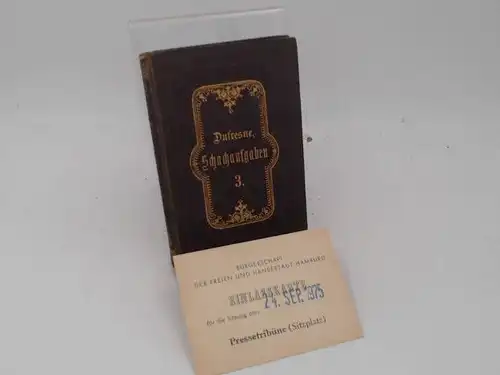 Dufresne,
Schachaufgaben
3.
BÜRGERSCHAFT
DER FREIEN UND HANSESTADT HAMBURG
EINLASSKARTE
für die Sitzung am 24. SEP. 1975
Pressetribüne (Sitzplatz)